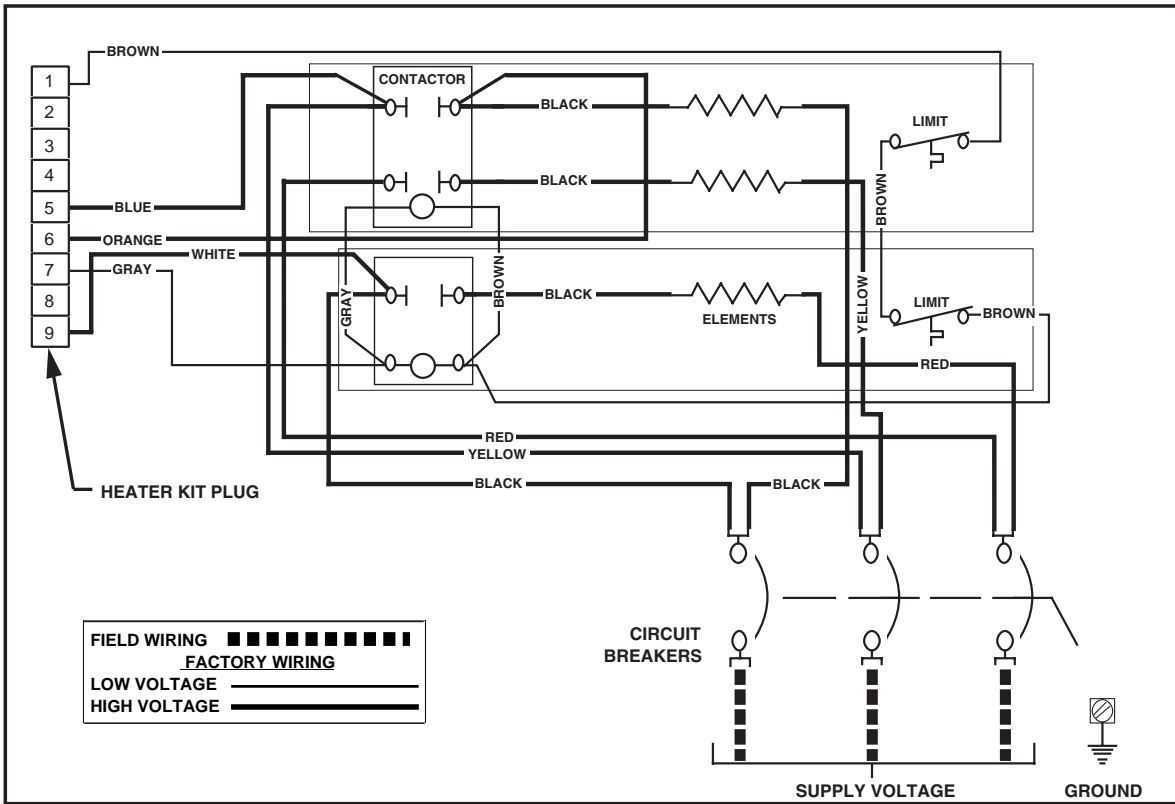 BROWN
1
2
3
4
5
6
7
8
9
CONTACTOR
BLACK
LIMIT
BLACK
BROWN
BLUE
ORANGE
WHITE
GRAY
GRAY
BROWN
BLACK
ELEMENTS
YELLOW
LIMIT
BROWN
RED
RED
YELLOW
BLACK
BLACK
HEATER KIT PLUG
FIELD WIRING
FACTORY WIRING
LOW VOLTAGE
HIGH VOLTAGE
CIRCUIT
BREAKERS
SUPPLY VOLTAGE
GROUND